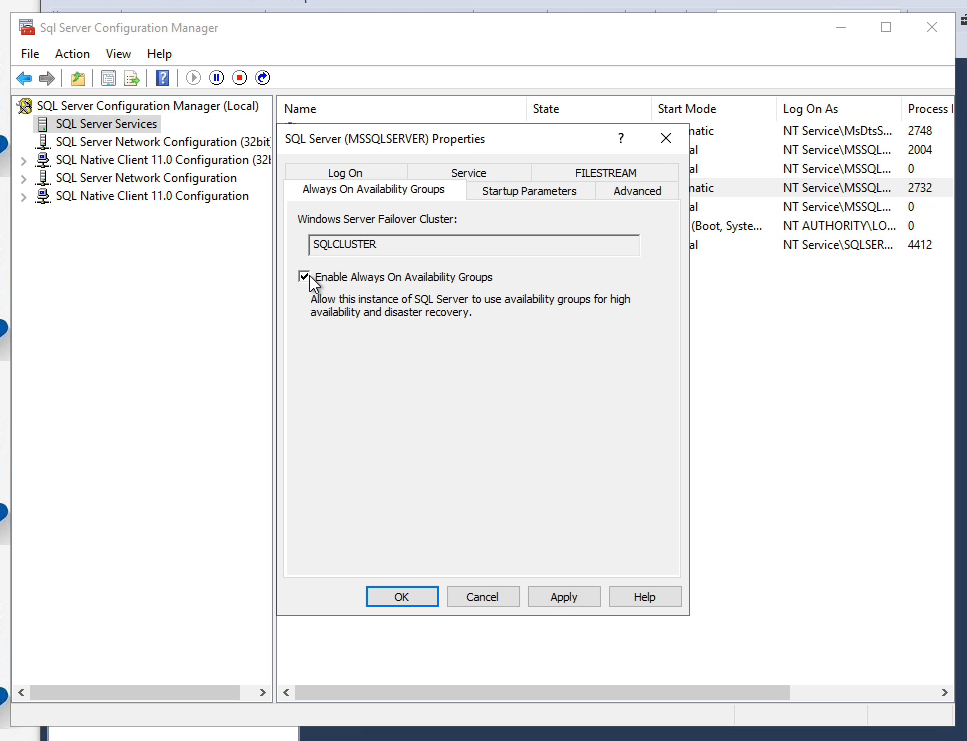 Sql Server Configuration Manager
File Action View Help
SQL Server Configuration Manager (Local)
SQL Server Services
SQL Server Network Configuration (32bit
SQL Native Client 11.0 Configuration (32b
SQL Server Network Configuration
SQL Native Client 11.0 Configuration
Name State Start Mode Log On As Process I
matic NT Service\MsDtsS... 2748
al NT Service\MSSQL... 2004
al NT Service\MSSQL... 0
matic NT Service\MSSQL... 2732
al NT Service\MSSQL... 0
(Boot, Syste... NT AUTHORITY\LO... 0
al NT Service\SQLSER... 4412
SQL Server (MSSQLSERVER) Properties ?
Log On Service FILESTREAM
Always On Availability Groups Startup Parameters Advanced
Windows Server Failover Cluster:
SQLCLUSTER
Enable Always On Availability Groups
Allow this instance of SQL Server to use availability groups for high
availability and disaster recovery.
OK Cancel Apply Help